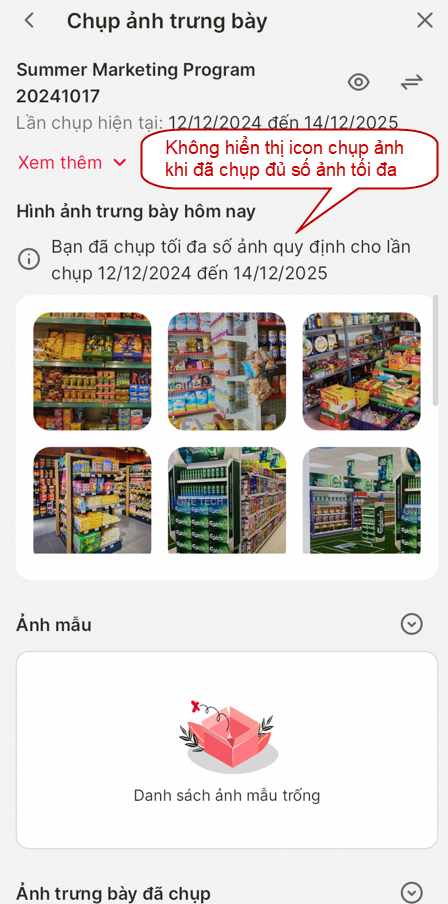 Chụp ảnh trưng bày
Summer Marketing Program
20241017
Lần chụp hiện tại: 12/12/2024 đến 14/12/2025
Xem thêm
Không hiển thị icon chụp ảnh
khi đã chụp đủ số ảnh tối đa
Hình ảnh trưng bày hôm nay
Bạn đã chụp tối đa số ảnh quy định cho lần
chụp 12/12/2024 đến 14/12/2025
Ảnh mẫu
Danh sách ảnh mẫu trống
Ảnh trưng bày đã chụp